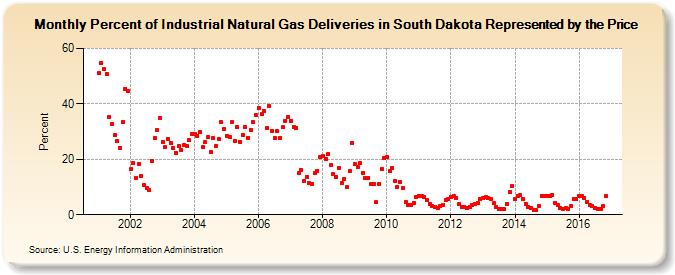 Monthly Percent of Industrial Natural Gas Deliveries in South Dakota Represented by the Price
60
40
20
0
Percent
2002 2004 2006 2008 2010 2012 2014 2016
Source: U.S. Energy Information Administration